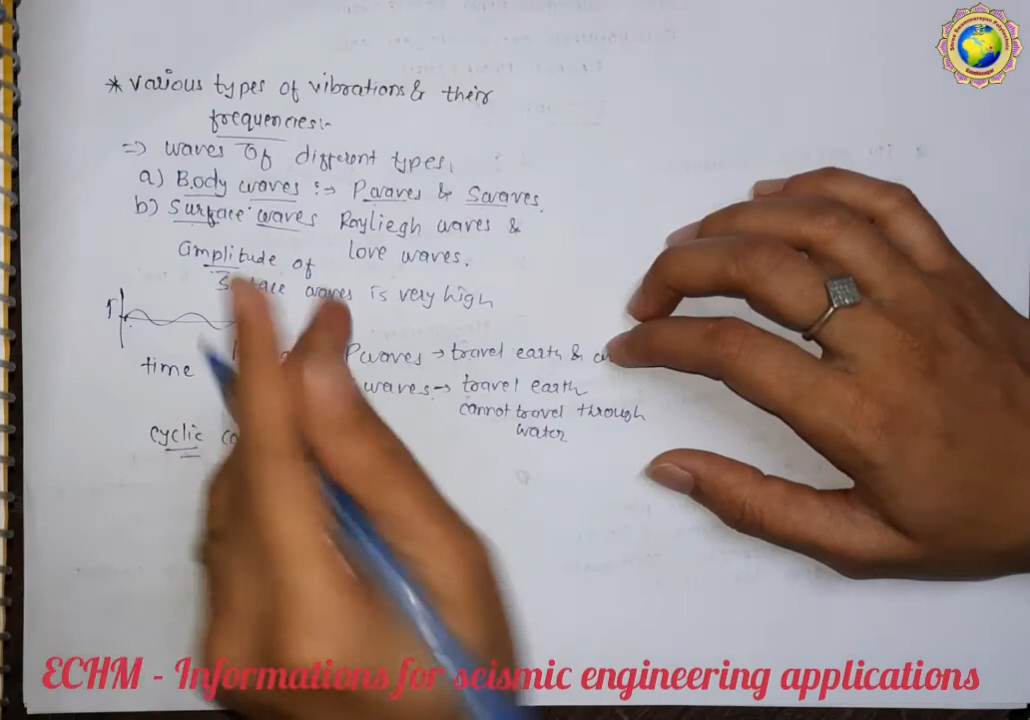 * Various types of vibrations & their
frequencies:-
=> waves of different types.
a) Body waves :-> P waves & S waves.
b) Surface waves Rayliegh waves &
love waves.
Amplitude of
Surface waves is very high
P waves → travel earth &
time
waves → travel earth
cannot travel through
water
cyclic
ECHM - Informations for seismic engineering applications